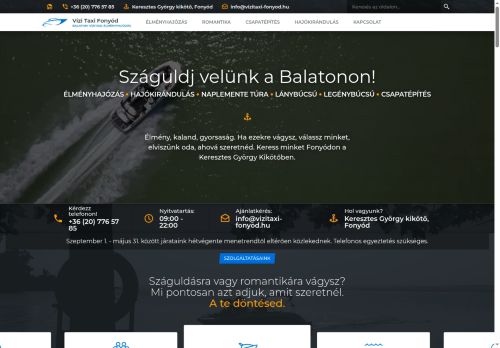 +36 (20) 776 57 85
Keresztes György kikötő, Fonyód
info@vizitaxi-fonyod.hu
Keresés az oldalon...
Vízi Taxi Fonyód
ÉLMÉNYHAJÓZÁS
ROMANTIKA
CSAPATÉPÍTÉS
HAJÓKIRÁNDULÁS
KAPCSOLAT
Száguldj velünk a Balatonon!
ÉLMÉNYHAJÓZÁS • HAJÓKIRÁNDULÁS • NAPLEMENTE TÚRA • LÁNYBÚCSÚ • LEGÉNYBÚCSÚ • CSAPATÉPÍTÉS
Élmény, kaland, gyorsaság. Ha ezekre vágysz, válassz minket,
elviszünk oda, ahová szeretnéd. Keress minket Fonyódon a
Keresztes György Kikötőben.
Kérdezz
telefonon!
+36 (20) 776 57
85
Nyitvatartás:
09:00 -
22:00
Ajánlatkérés:
info@vizitaxi-
fonyod.hu
Hol vagyunk?
Keresztes György kikötő,
Fonyód
Szeptember 1. - május 31. között járataink hétvégente menetrendtől eltérően közlekednek. Telefonos egyeztetés szükséges.
SZOLGÁLTATÁSAINK
Száguldásra vagy romantikára vágysz?
Mi pontosan azt adjuk, amit szeretnél.
A te döntésed.